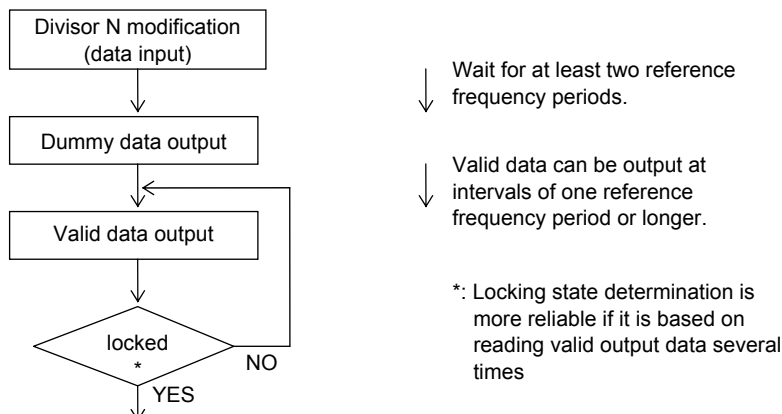 Divisor N modification
(data input)
Dummy data output
Valid data output
locked
*
NO
YES
Wait for at least two reference
frequency periods.
Valid data can be output at
intervals of one reference
frequency period or longer.
*: Locking state determination is
more reliable if it is based on
reading valid output data several
times